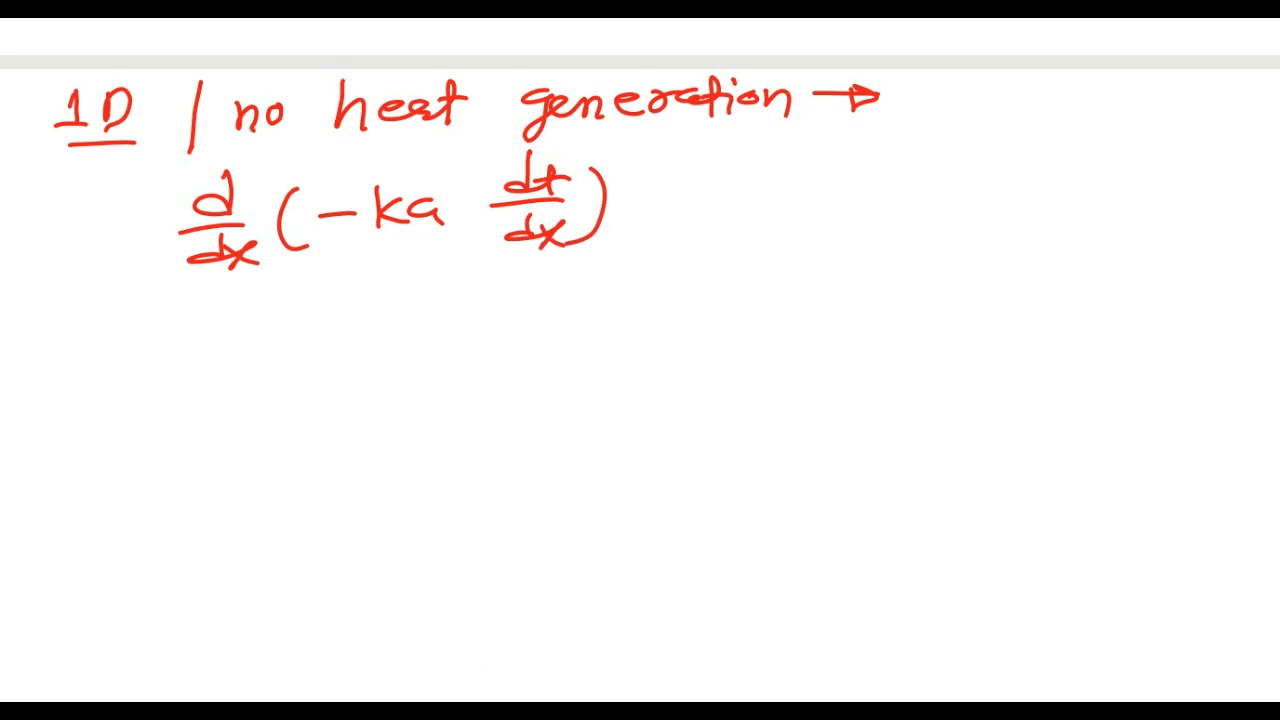 1D / no heat generation →
d/dx (-ka dt/dx)